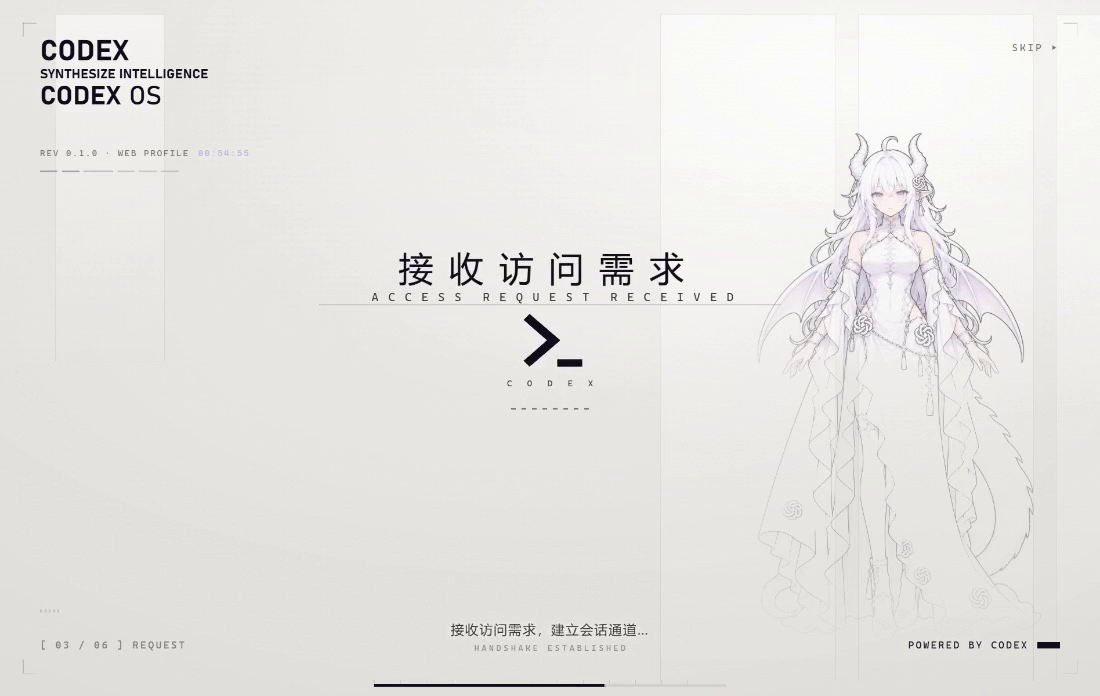 CODEX
SYNTHESIZE INTELLIGENCE
CODEX OS
SKIP ▸
REV 0.1.0 · WEB PROFILE 00:54:55
接收访问需求
ACCESS REQUEST RECEIVED
>_
CODEX
接收访问需求，建立会话通道...
HANDSHAKE ESTABLISHED
[ 03 / 06 ] REQUEST
POWERED BY CODEX